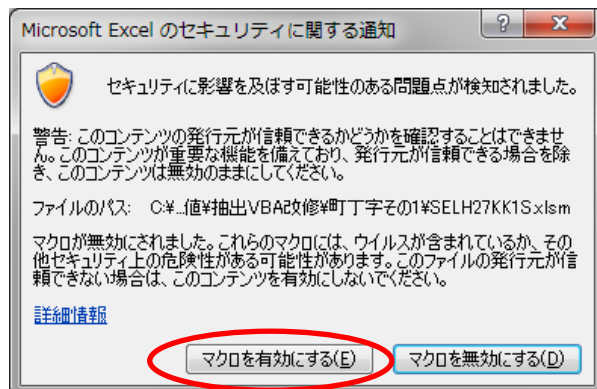 Microsoft Excel のセキュリティに関する通知
セキュリティに影響を及ぼす可能性のある問題点が検知されました。
警告: このコンテンツの発行元が信頼できるかどうかを確認することはできませ
ん。このコンテンツが重要な機能を備えており、発行元が信頼できる場合を除
き、このコンテンツは無効のままにしてください。
ファイルのパス: C:¥...値¥抽出VBA改修¥町丁字その1¥SELH27KK1S.xlsm
マクロが無効にされました。これらのマクロには、ウイルスが含まれているか、その
他セキュリティ上の危険性がある可能性があります。このファイルの発行元が信
頼できない場合は、このコンテンツを有効にしないでください。
詳細情報
マクロを有効にする(E) マクロを無効にする(D)